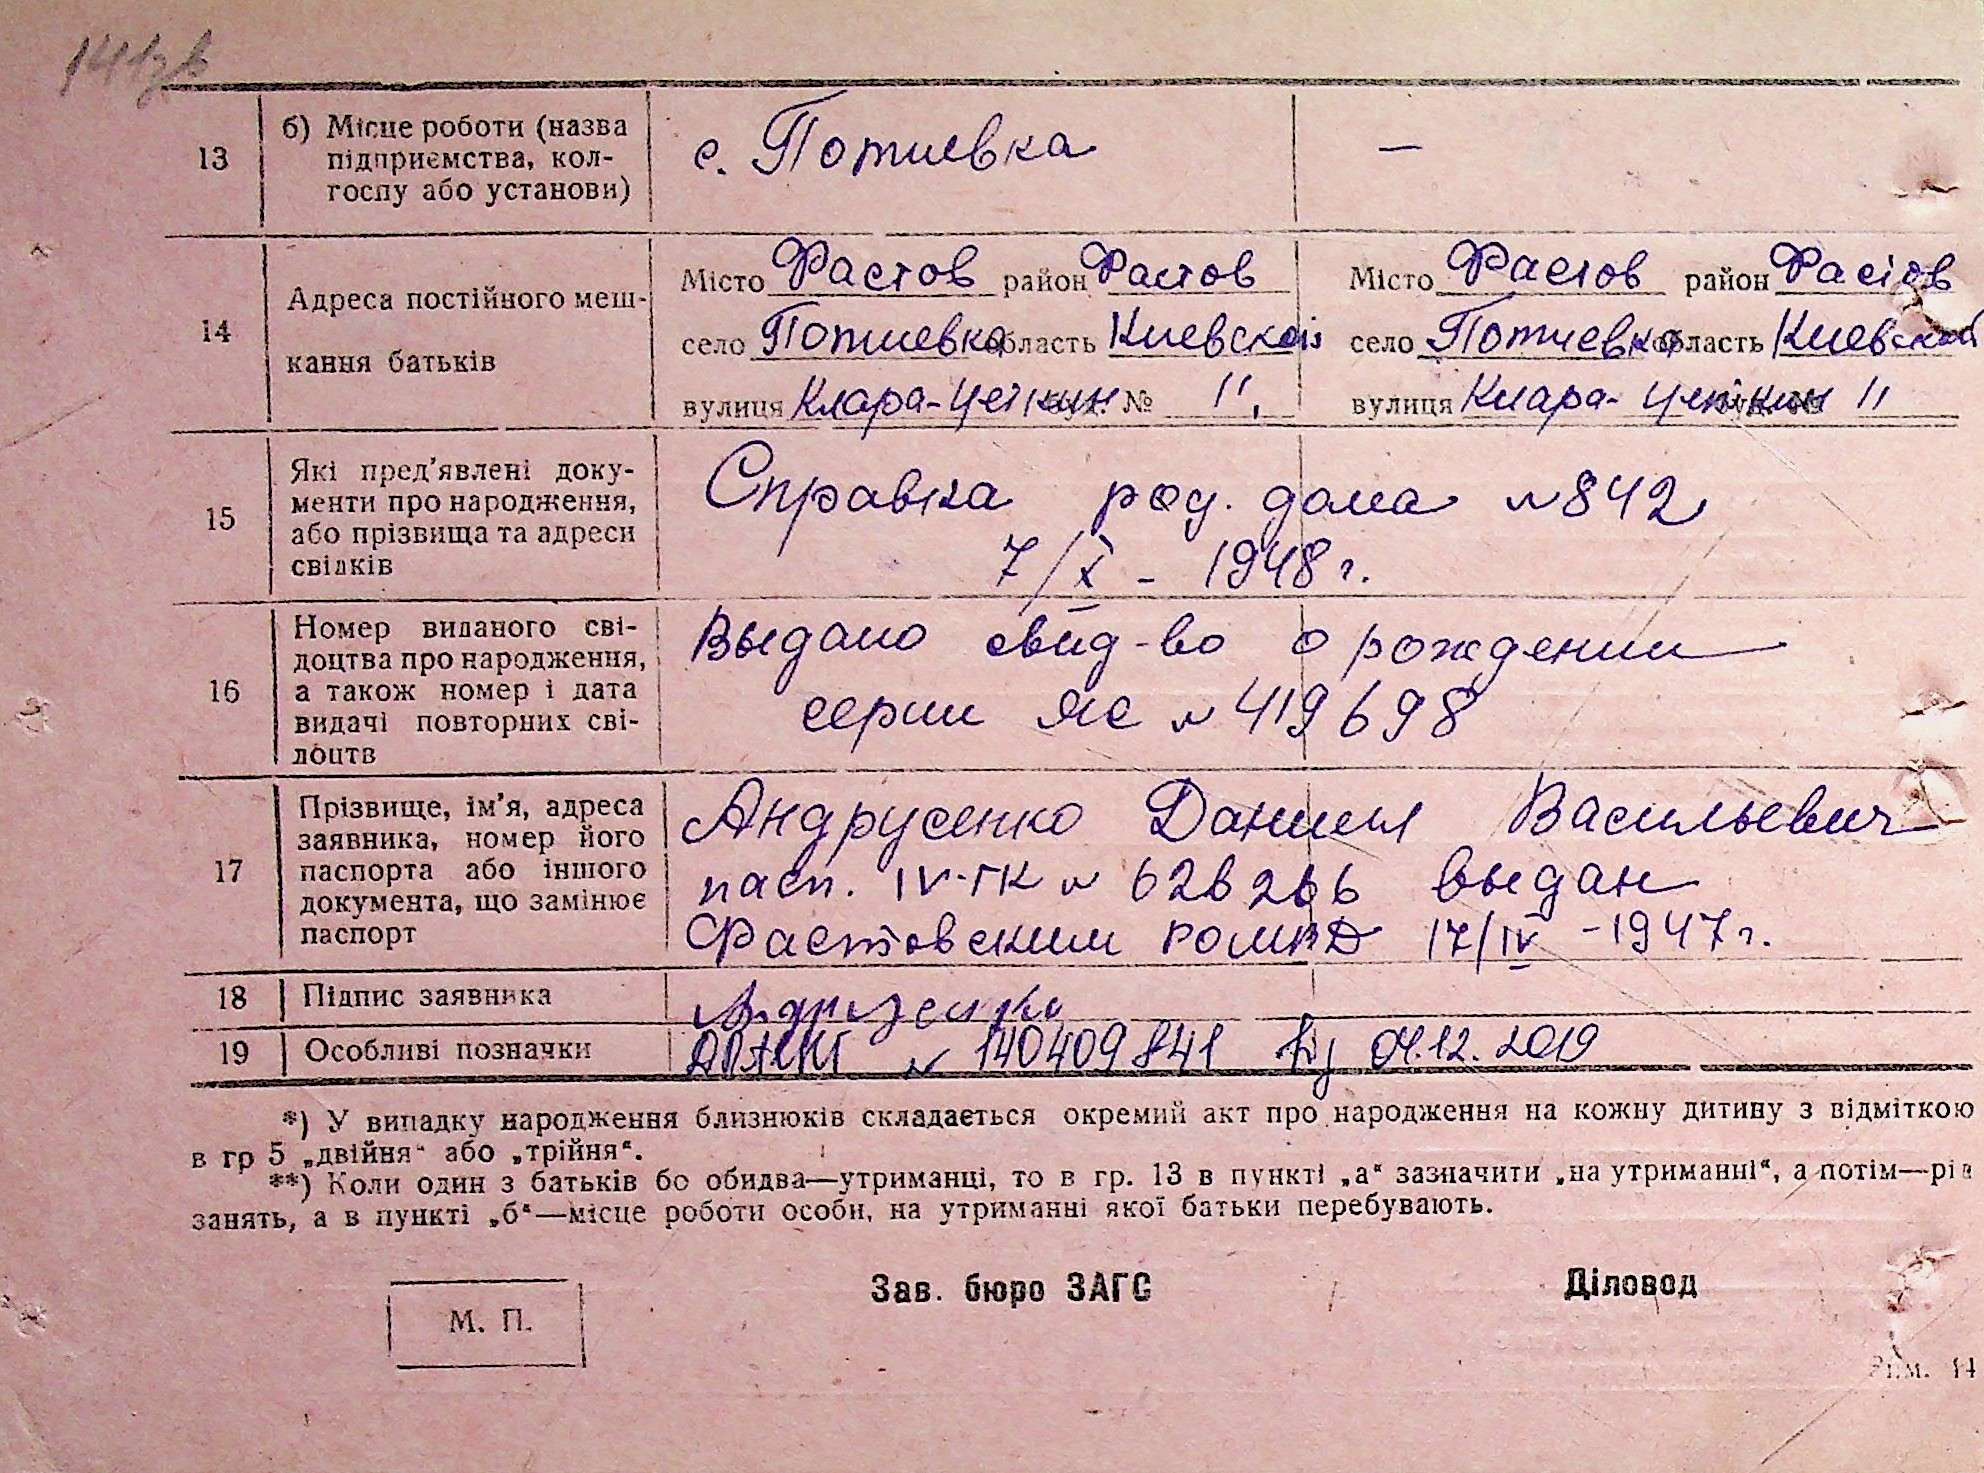 141зв
13
б) Місце роботи (назва
підприємства, кол-
госпу або установи)
с. Потиевка
—
14
Адреса постійного меш-
кання батьків
Місто Фастов район Фастов
село Потиевка область Киевской
вулиця Клара-Цеткин буд. № 11.
Місто Фастов район Фастов
село Потиевка область Киевской
вулиця Клара-Цеткин 11
15
Які пред'явлені доку-
менти про народження,
або прізвища та адреси
свідків
Справка род. дома №842
7/X - 1948 г.
16
Номер виданого сві-
доцтва про народження,
а також номер і дата
видачі повторних сві-
доцтв
Выдано свид-во о рождении
серии ЯС № 419698
17
Прізвище, ім'я, адреса
заявника, номер його
паспорта або іншого
документа, що замінює
паспорт
Андрусенко Даниил Васильевич
пасп. IV-ГК № 626266 выдан
Фастовским РОМВД 17/IV -1947 г.
18
Підпис заявника
Андрусенко
19
Особливі позначки
№ 140409841 від 04.12.2019
*) У випадку народження близнюків складається окремий акт про народження на кожну дитину з відміткою
в гр 5 „двійня“ або „трійня“.
**) Коли один з батьків бо обидва—утриманці, то в гр. 13 в пункті „а“ зазначити „на утриманні“, а потім—рід
занять, а в пункті „б“—місце роботи особи, на утриманні якої батьки перебувають.
М. П.
Зав. бюро ЗАГС
Діловод
14